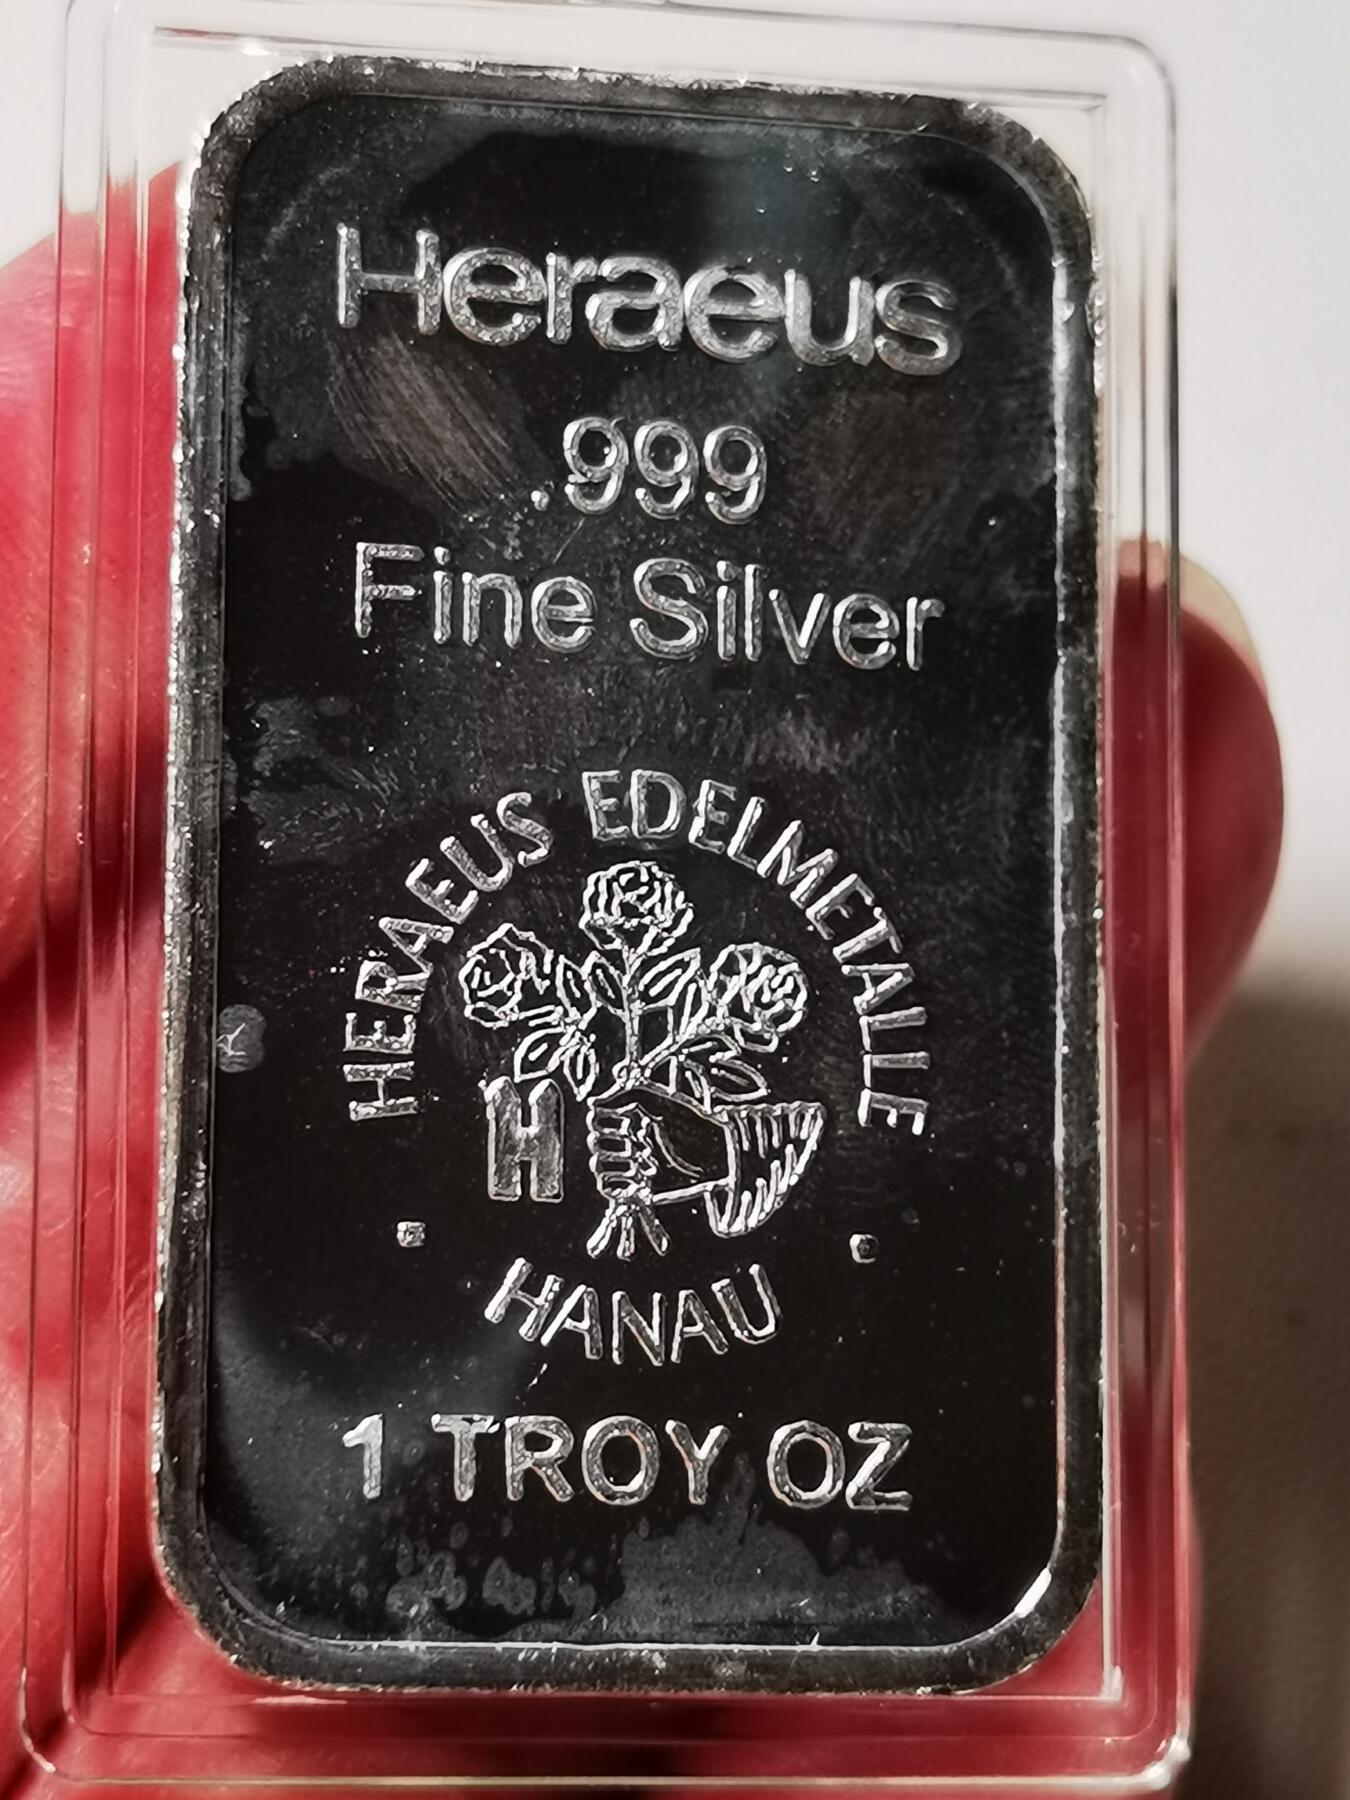 Heraeus
.999
Fine Silver
HERAEUS EDELMETALLE
H
HANAU
1 TROY OZ